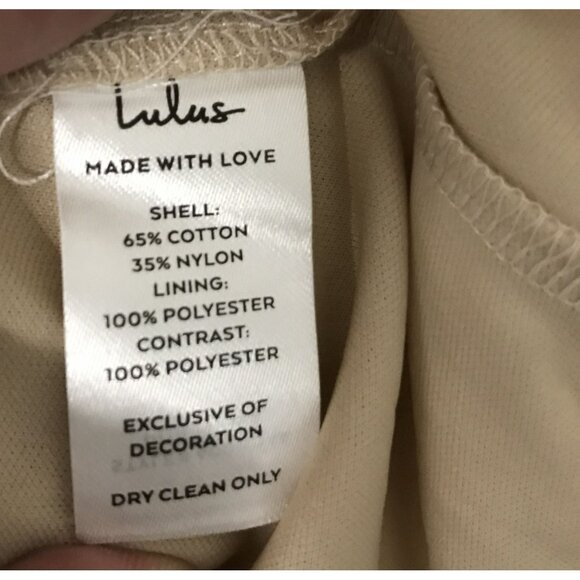 Lulus
MADE WITH LOVE
SHELL:
65% COTTON
35% NYLON
LINING:
100% POLYESTER
CONTRAST:
100% POLYESTER
EXCLUSIVE OF
DECORATION
DRY CLEAN ONLY